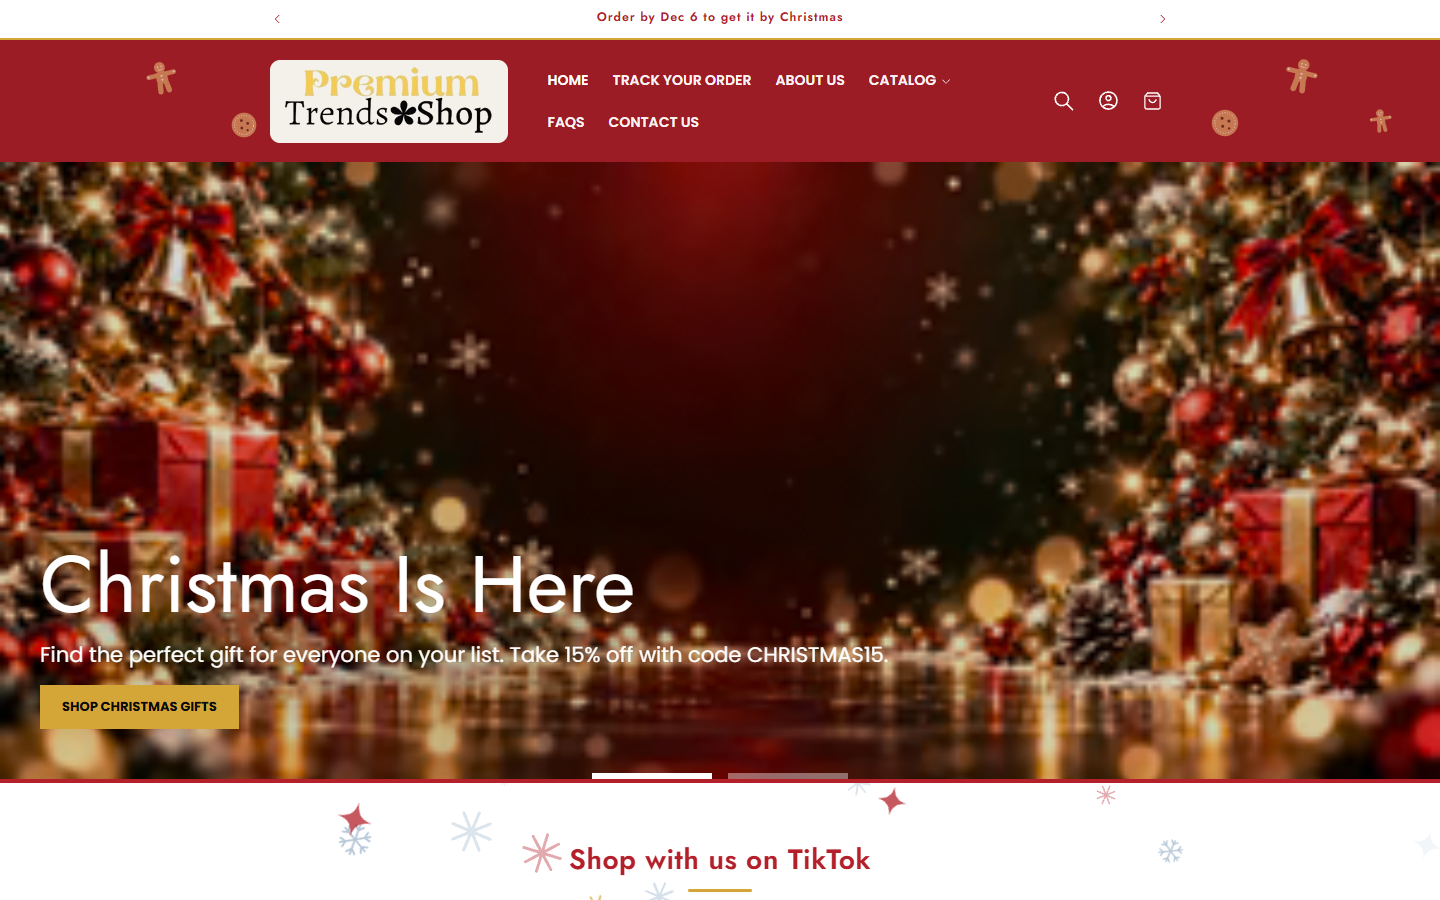 Order by Dec 6 to get it by Christmas
Premium
Trends Shop
HOME TRACK YOUR ORDER ABOUT US CATALOG
FAQS CONTACT US
Christmas Is Here
Find the perfect gift for everyone on your list. Take 15% off with code CHRISTMAS15.
SHOP CHRISTMAS GIFTS
Shop with us on TikTok